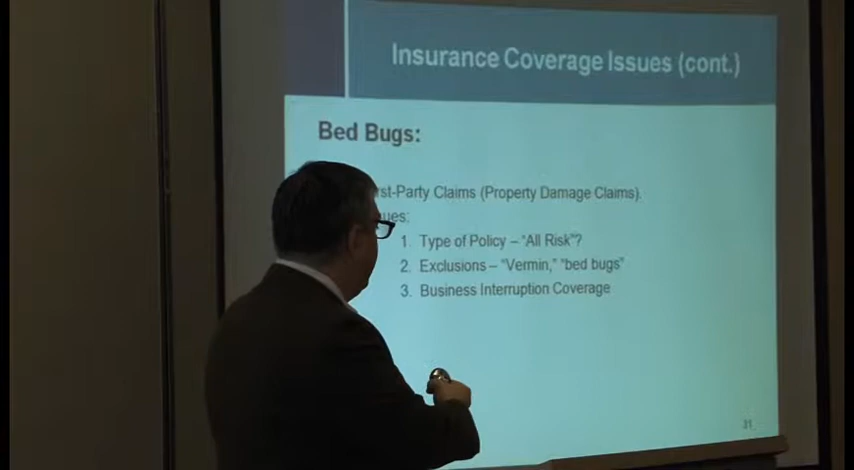 Insurance Coverage Issues (cont.)
Bed Bugs:
rst-Party Claims (Property Damage Claims).
ues:
1. Type of Policy – “All Risk”?
2. Exclusions – “Vermin,” “bed bugs”
3. Business Interruption Coverage
31